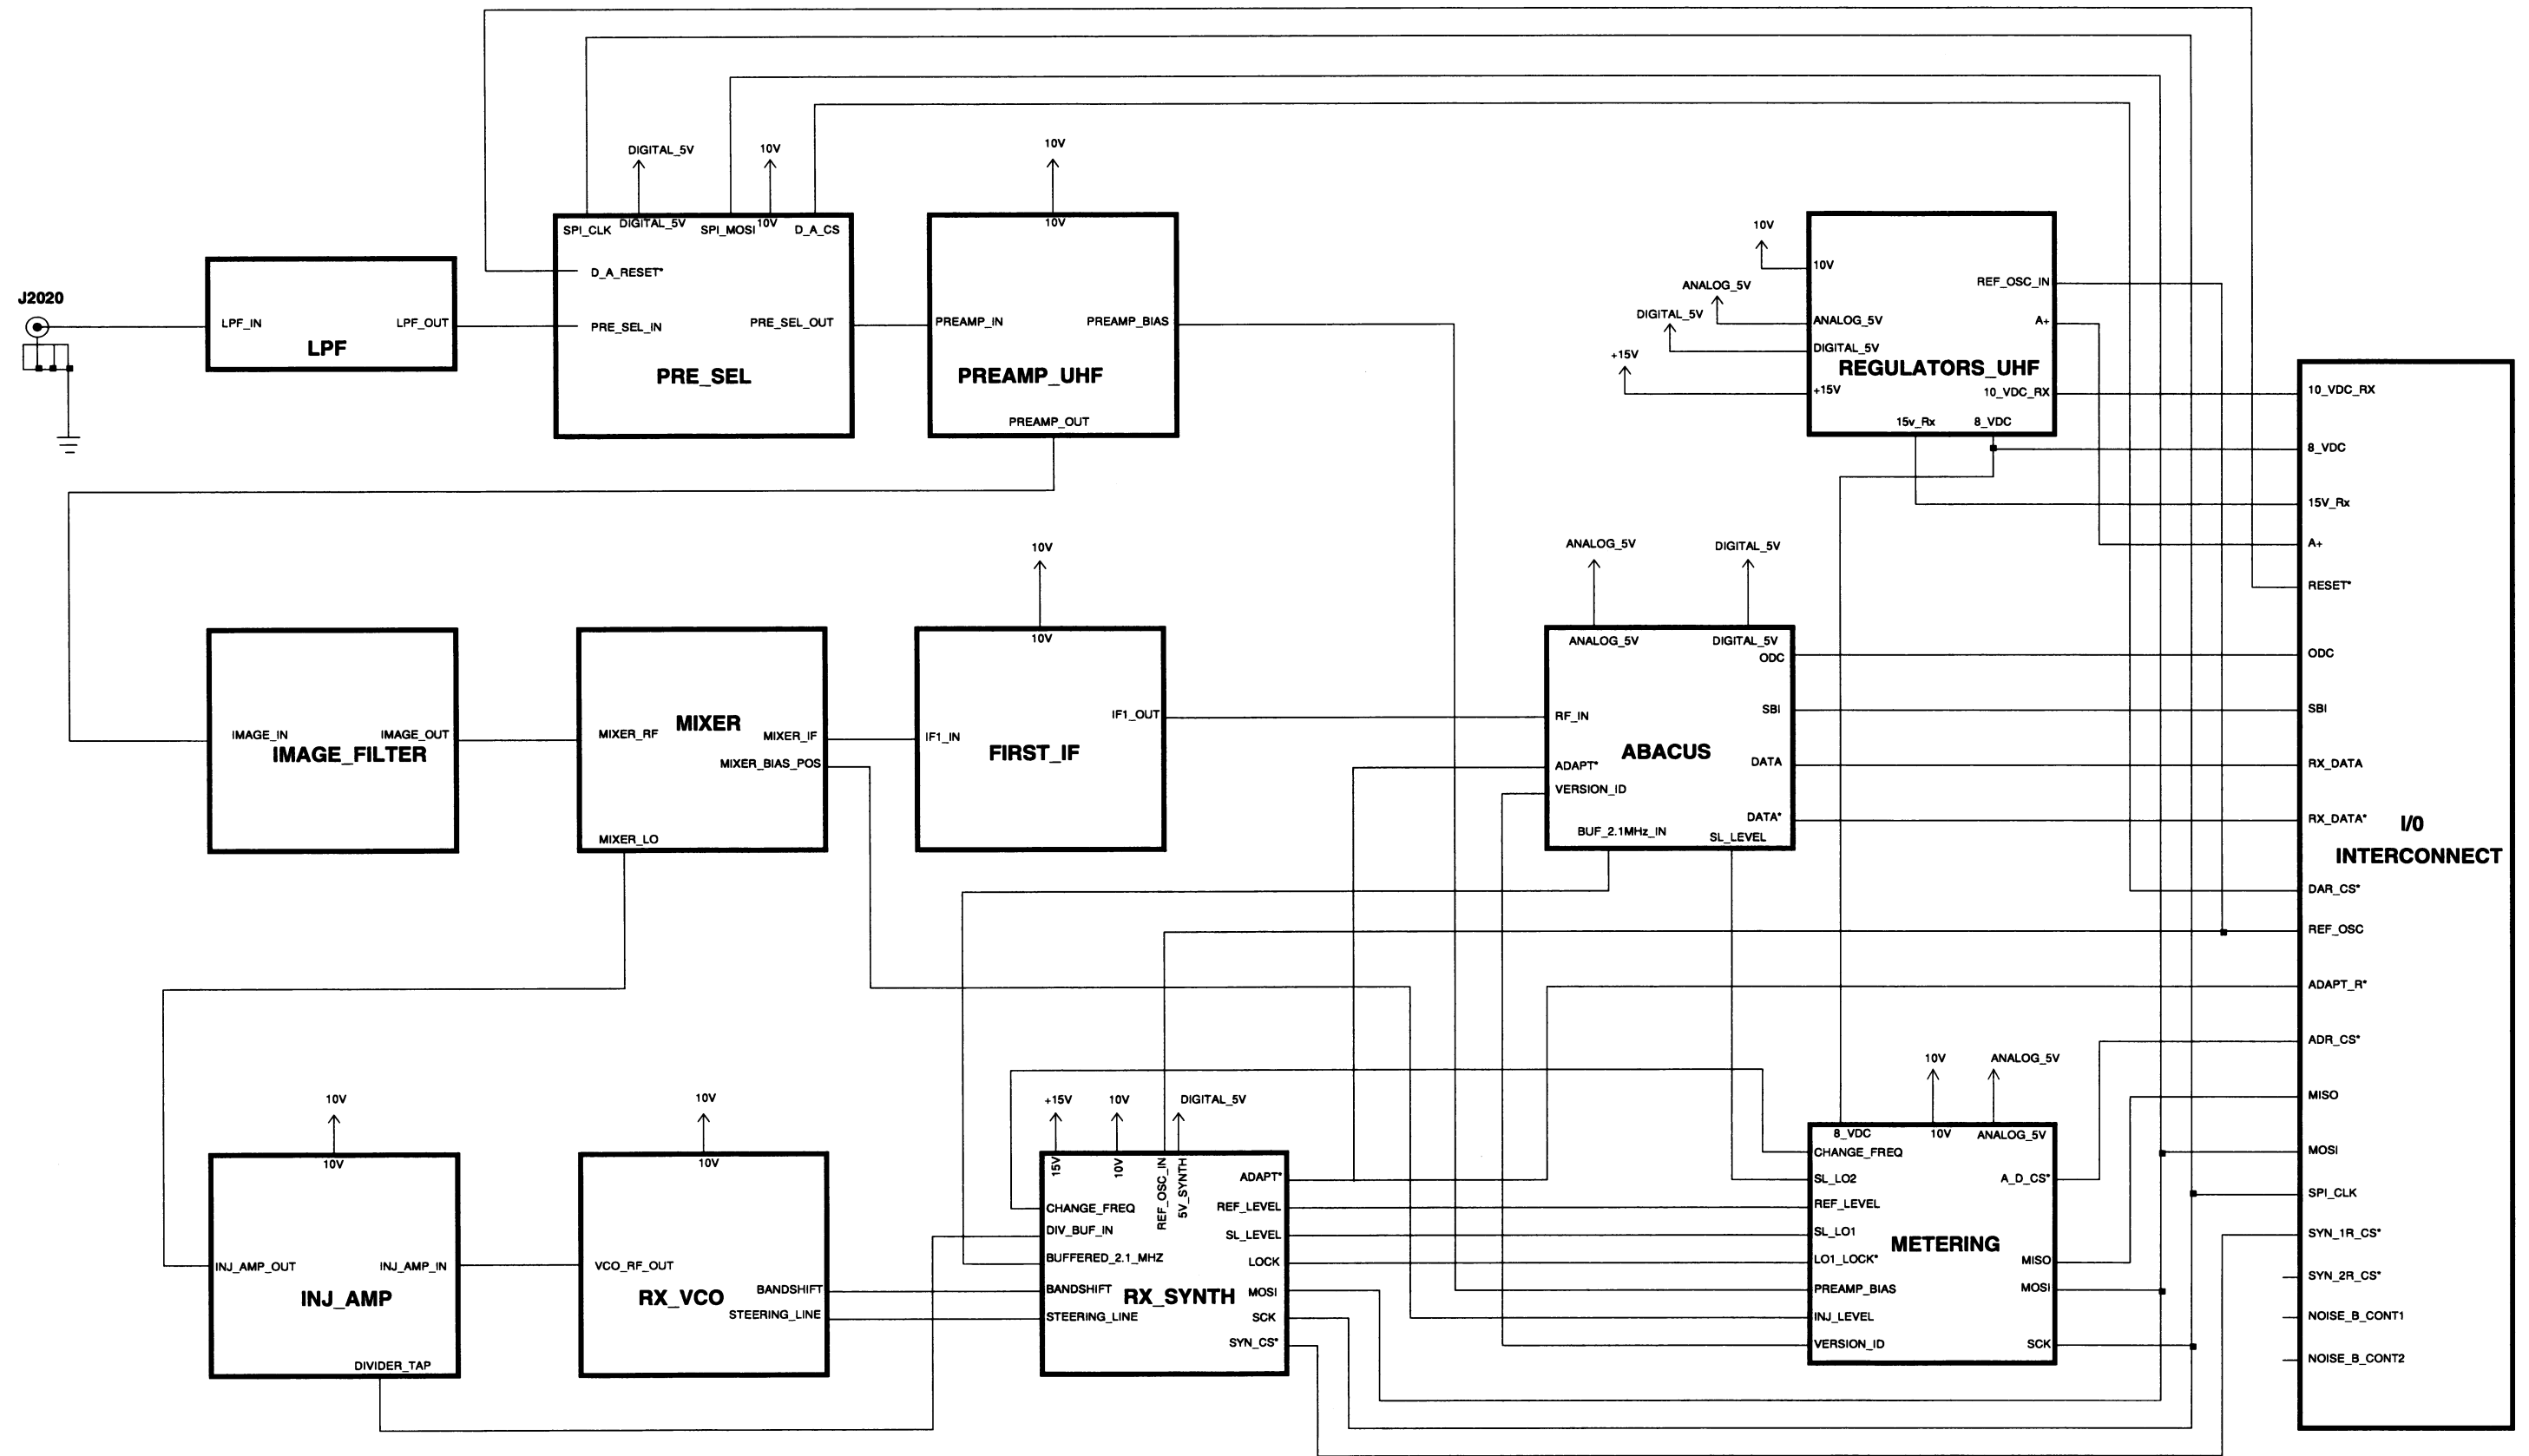 J2020
LPF_IN
LPF_OUT
LPF
DIGITAL_5V
10V
SPI_CLK
DIGITAL_5V
SPI_MOSI
10V
D_A_CS
D_A_RESET*
PRE_SEL_IN
PRE_SEL_OUT
PRE_SEL
10V
10V
PREAMP_IN
PREAMP_BIAS
PREAMP_UHF
PREAMP_OUT
10V
ANALOG_5V
DIGITAL_5V
+15V
10V
ANALOG_5V
DIGITAL_5V
+15V
REF_OSC_IN
A+
REGULATORS_UHF
10_VDC_RX
15v_Rx
8_VDC
IMAGE_IN
IMAGE_OUT
IMAGE_FILTER
MIXER_RF
MIXER
MIXER_IF
MIXER_BIAS_POS
MIXER_LO
10V
10V
IF1_IN
IF1_OUT
FIRST_IF
ANALOG_5V
DIGITAL_5V
ANALOG_5V
DIGITAL_5V
ODC
RF_IN
SBI
ABACUS
ADAPT*
DATA
VERSION_ID
DATA*
BUF_2.1MHz_IN
SL_LEVEL
10V
10V
INJ_AMP_OUT
INJ_AMP_IN
INJ_AMP
DIVIDER_TAP
10V
10V
VCO_RF_OUT
BANDSHIFT
RX_VCO
STEERING_LINE
+15V
10V
DIGITAL_5V
15V
10V
REF_OSC_IN
5V_SYNTH
CHANGE_FREQ
DIV_BUF_IN
BUFFERED_2.1_MHZ
BANDSHIFT
STEERING_LINE
RX_SYNTH
ADAPT*
REF_LEVEL
SL_LEVEL
LOCK
MOSI
SCK
SYN_CS*
10V
ANALOG_5V
8_VDC
10V
ANALOG_5V
CHANGE_FREQ
SL_LO2
REF_LEVEL
SL_LO1
LO1_LOCK*
PREAMP_BIAS
INJ_LEVEL
VERSION_ID
METERING
A_D_CS*
MISO
MOSI
SCK
10_VDC_RX
8_VDC
15V_Rx
A+
RESET*
ODC
SBI
RX_DATA
RX_DATA*
I/0
INTERCONNECT
DAR_CS*
REF_OSC
ADAPT_R*
ADR_CS*
MISO
MOSI
SPI_CLK
SYN_1R_CS*
SYN_2R_CS*
NOISE_B_CONT1
NOISE_B_CONT2